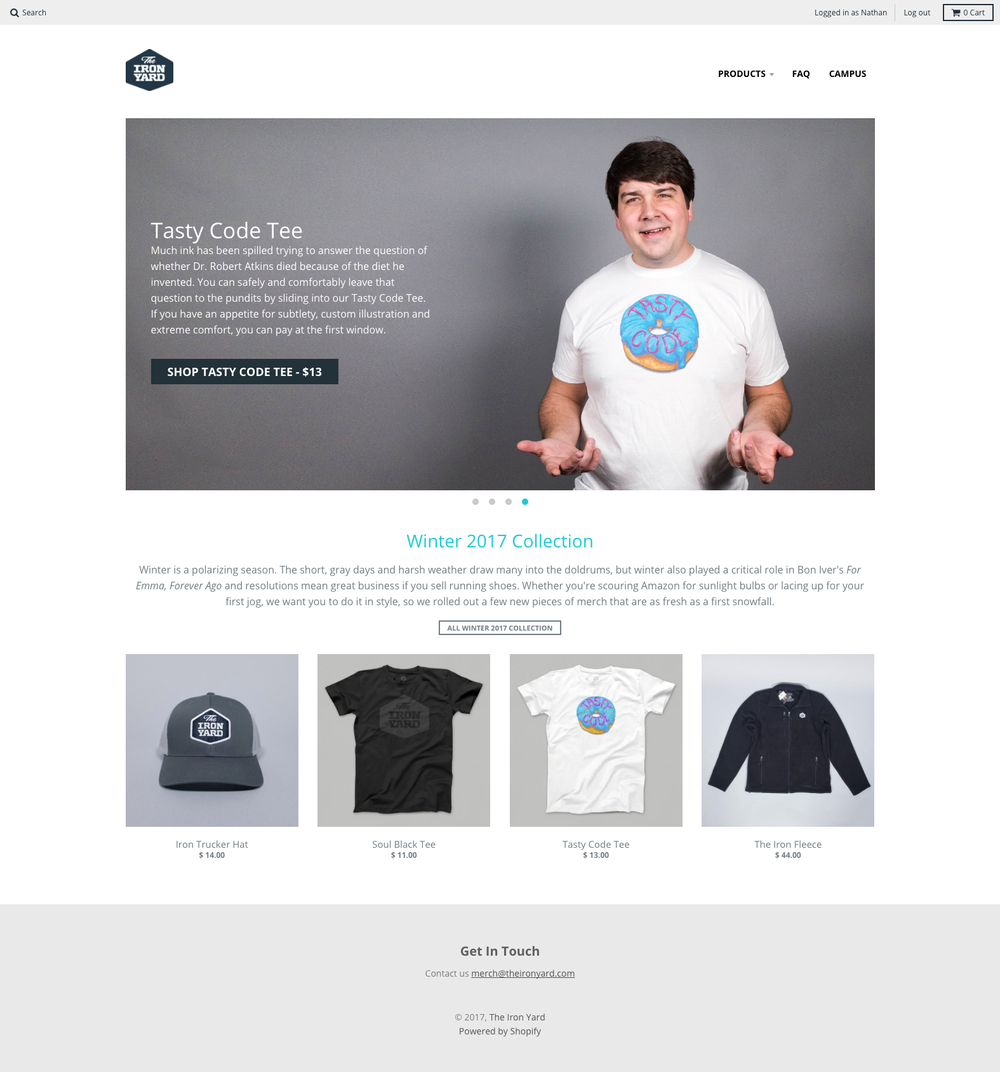 Search
Logged in as Nathan
Log out
0 Cart
The
IRON
YARD
PRODUCTS
FAQ
CAMPUS
Tasty Code Tee
Much ink has been spilled trying to answer the question of
whether Dr. Robert Atkins died because of the diet he
invented. You can safely and comfortably leave that
question to the pundits by sliding into our Tasty Code Tee.
If you have an appetite for subtlety, custom illustration and
extreme comfort, you can pay at the first window.
SHOP TASTY CODE TEE - $13
TASTY
CODE
Winter 2017 Collection
Winter is a polarizing season. The short, gray days and harsh weather draw many into the doldrums, but winter also played a critical role in Bon Iver's For
Emma, Forever Ago and resolutions mean great business if you sell running shoes. Whether you're scouring Amazon for sunlight bulbs or lacing up for your
first jog, we want you to do it in style, so we rolled out a few new pieces of merch that are as fresh as a first snowfall.
ALL WINTER 2017 COLLECTION
The
IRON
YARD
The
IRON
YARD
TASTY
CODE
Iron Trucker Hat
$ 14.00
Soul Black Tee
$ 11.00
Tasty Code Tee
$ 13.00
The Iron Fleece
$ 44.00
Get In Touch
Contact us merch@theironyard.com
© 2017, The Iron Yard
Powered by Shopify